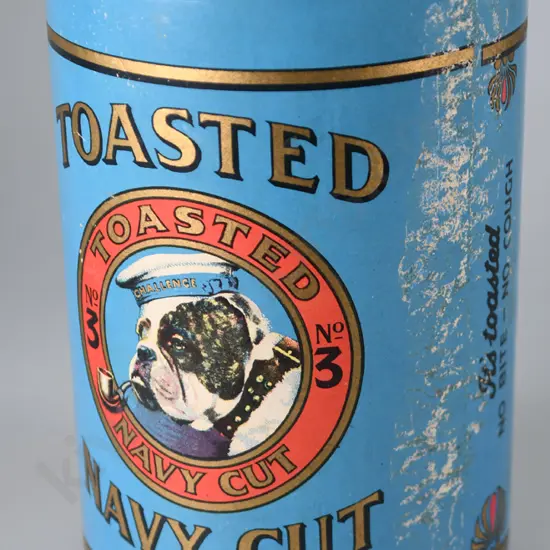 TOASTED
TOASTED
Nº 3
Nº 3
CHALLENGE
NAVY CUT
NAVY CUT
It's toasted
NO BITE - NO COUGH